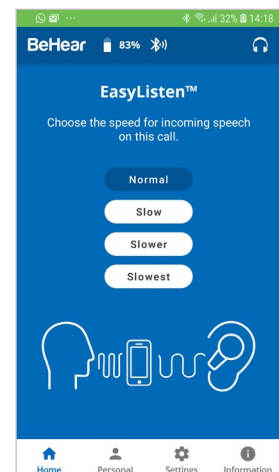 32% 14:18
BeHear 83%
EasyListen™
Choose the speed for incoming speech
on this call.
Normal
Slow
Slower
Slowest
Home Personal Settings Information